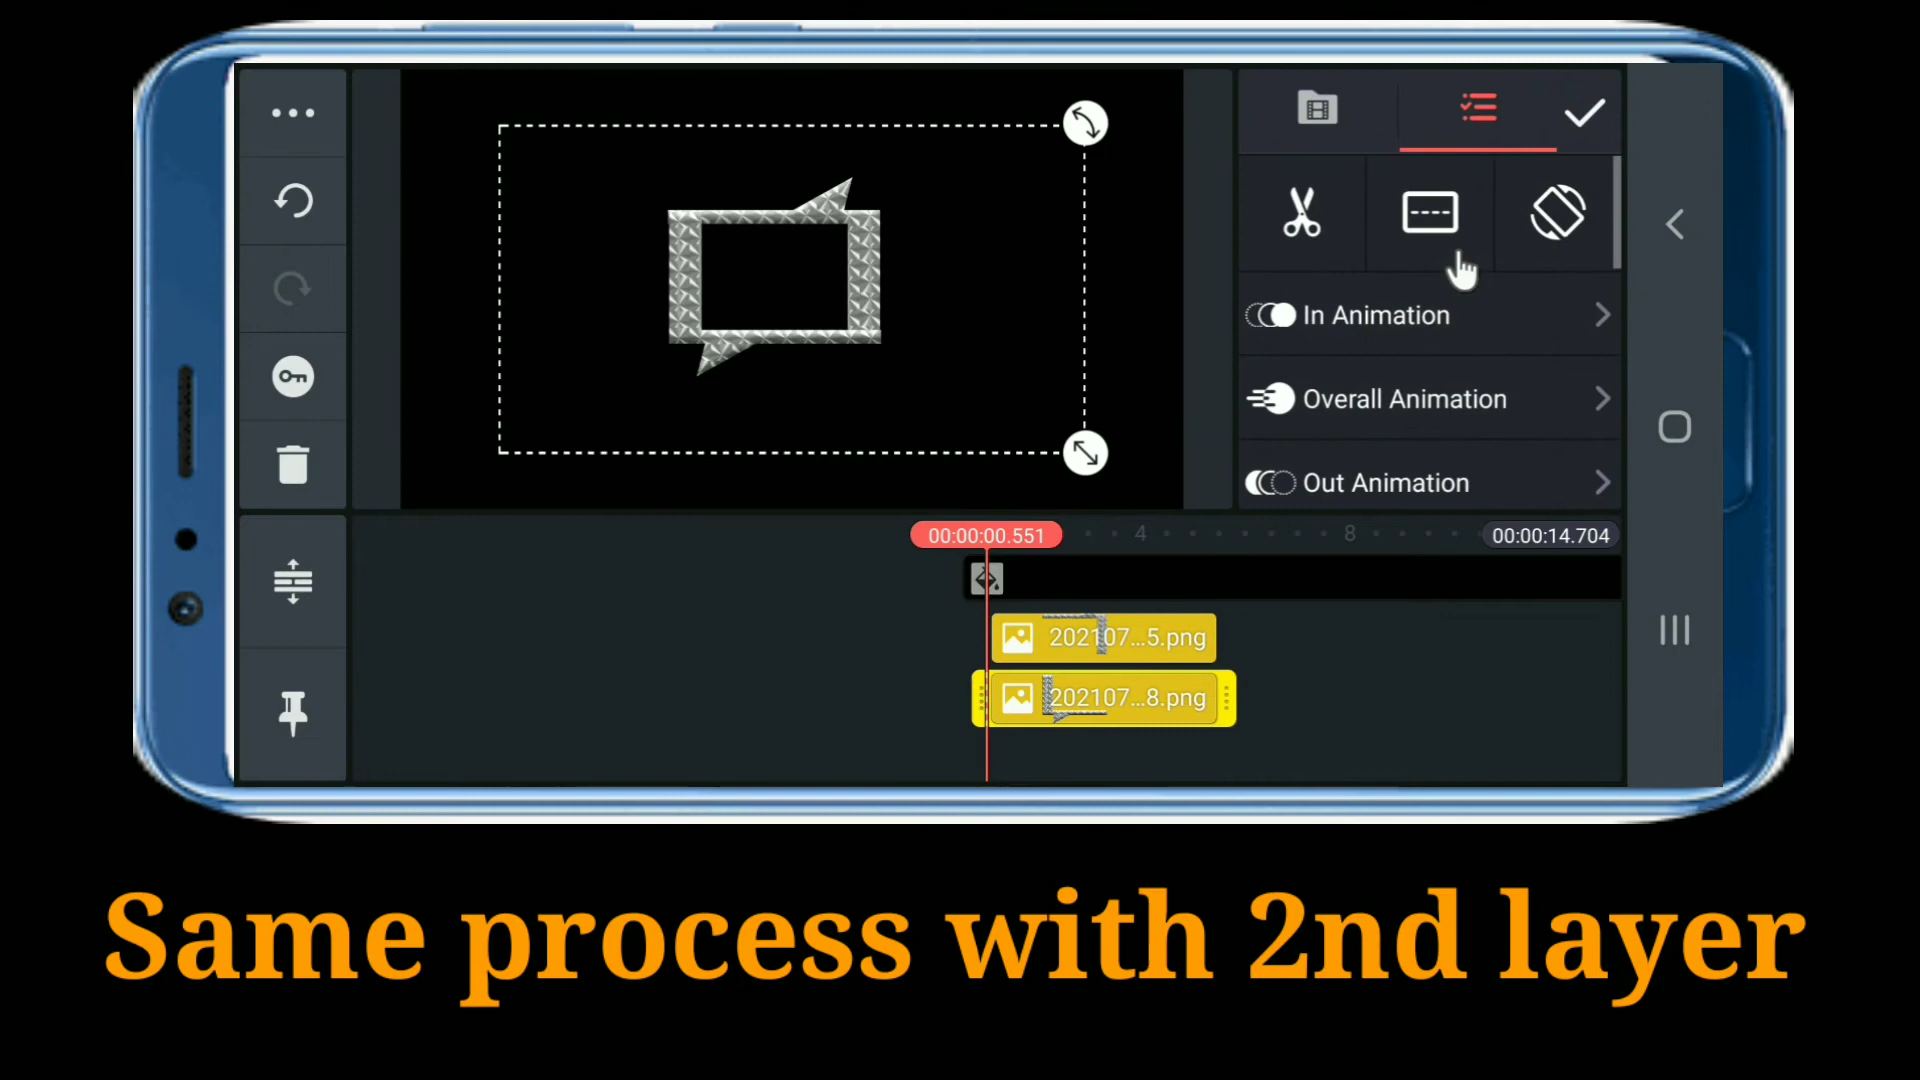 In Animation
Overall Animation
Out Animation
00:00:00.551
4
8
00:00:14.704
202107...5.png
202107...8.png
Same process with 2nd layer